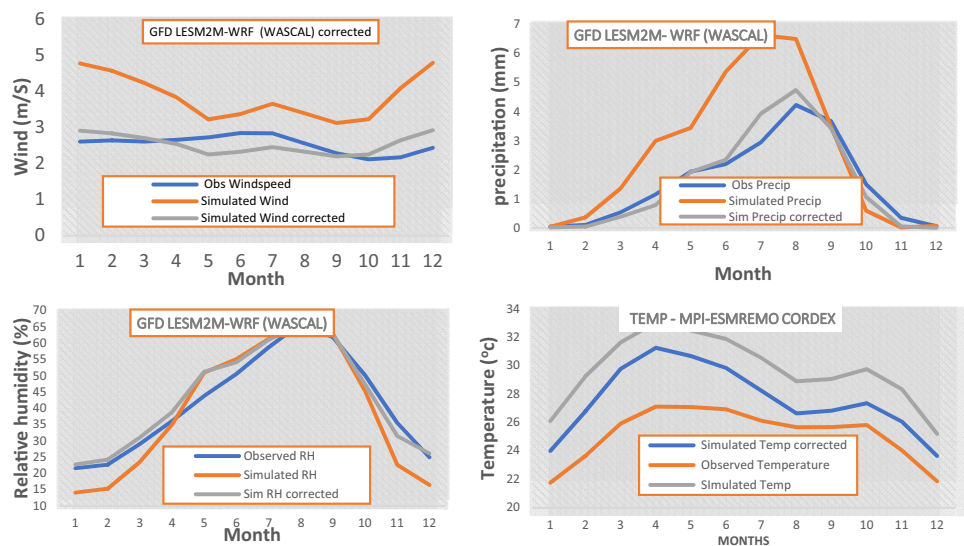 GFD LESM2M-WRF (WASCAL) corrected
Wind (m/S)
6
5
4
3
2
1
0
Obs Windspeed
Simulated Wind
Simulated Wind corrected
1 2 3 4 5 6 7 8 9 10 11 12
Month
GFD LESM2M- WRF (WASCAL)
precipitation (mm)
7
6
5
4
3
2
1
0
Obs Precip
Simulated Precip
Sim Precip corrected
1 2 3 4 5 6 7 8 9 10 11 12
Month
GFD LESM2M-WRF (WASCAL)
Relative humidity (%)
70
65
60
55
50
45
40
35
30
25
20
15
10
Observed RH
Simulated RH
Sim RH corrected
1 2 3 4 5 6 7 8 9 10 11 12
Month
TEMP - MPI-ESMREMO CORDEX
Temperature (oc)
34
32
30
28
26
24
22
20
Simulated Temp corrected
Observed Temperature
SImulated Temp
1 2 3 4 5 6 7 8 9 10 11 12
MONTHS